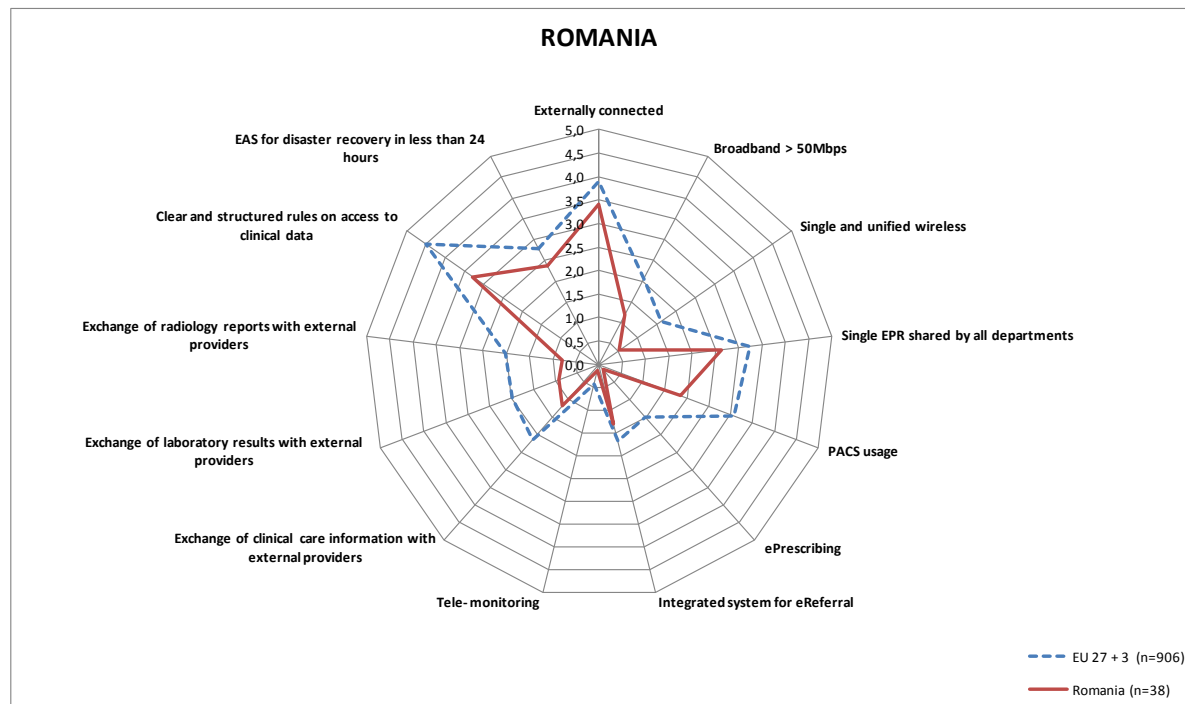 ROMANIA
Externally connected
Broadband > 50Mbps
Single and unified wireless
Single EPR shared by all departments
PACS usage
ePrescribing
Integrated system for eReferral
Tele- monitoring
Exchange of clinical care information with
external providers
Exchange of laboratory results with external
providers
Exchange of radiology reports with external
providers
Clear and structured rules on access to
clinical data
EAS for disaster recovery in less than 24
hours
5,0
4,5
4,0
3,5
3,0
2,5
2,0
1,5
1,0
0,5
0,0
EU 27 + 3 (n=906)
Romania (n=38)